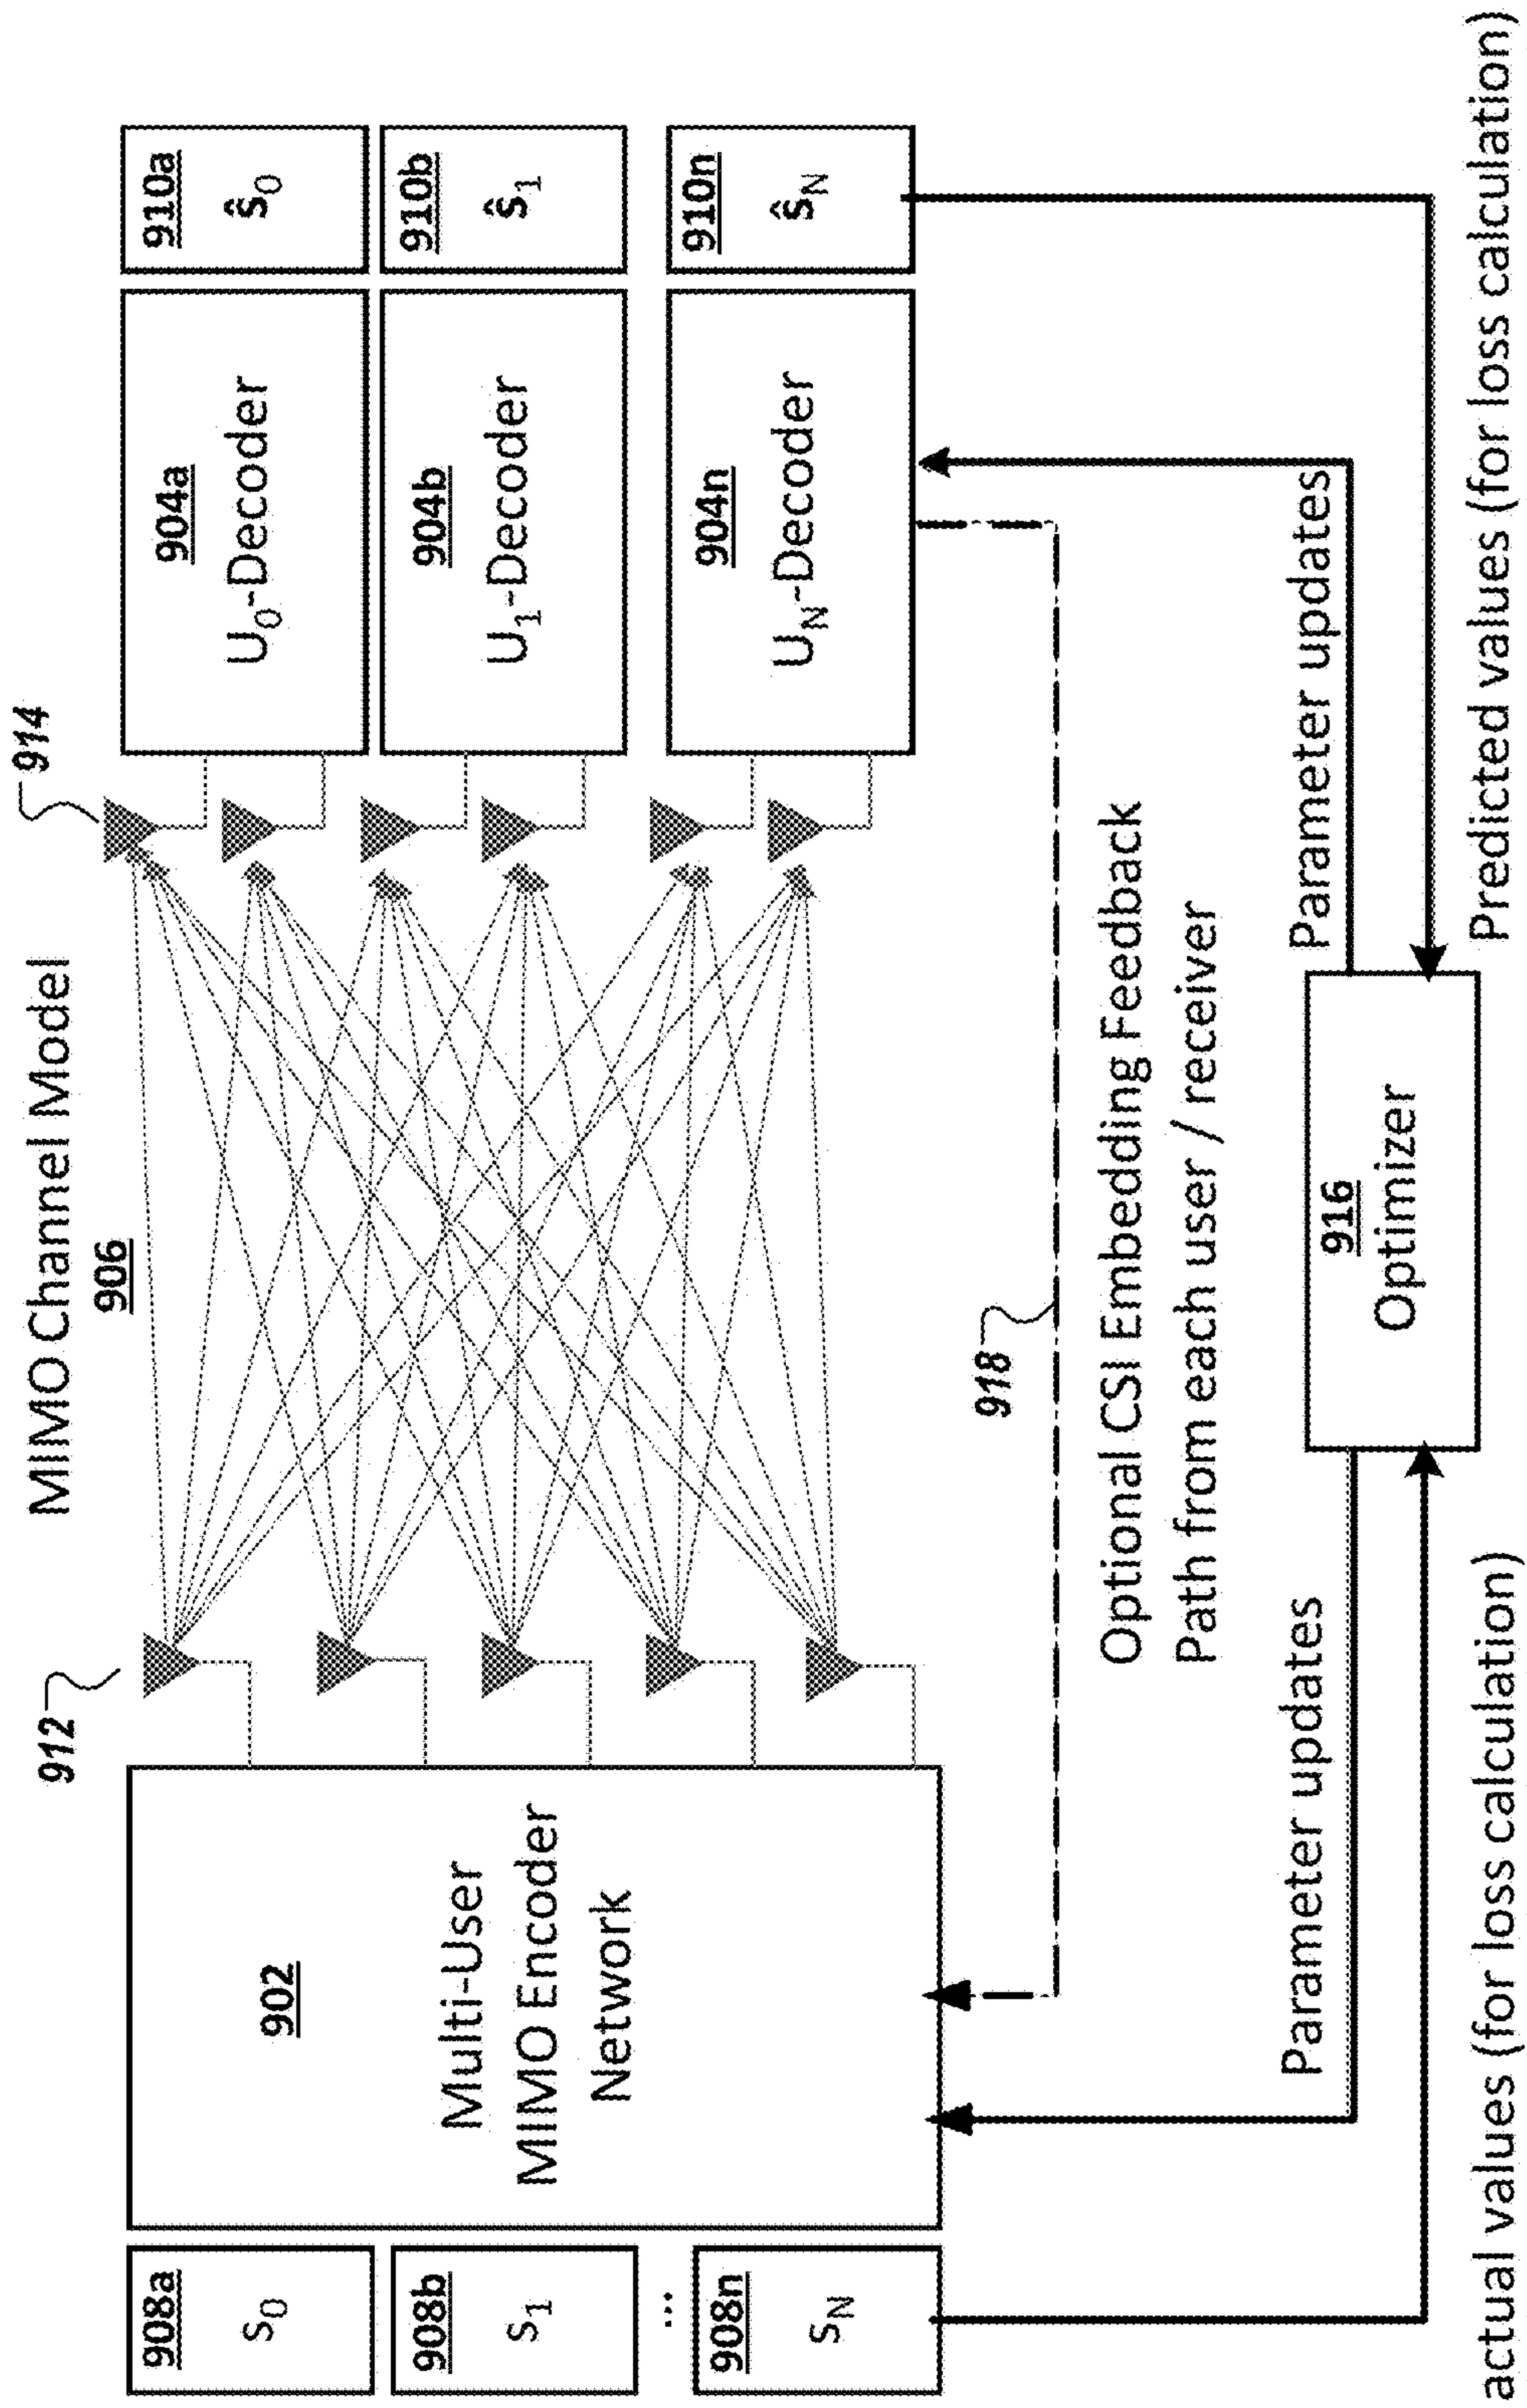 MIMO Channel Model
906
912
914
908a
S0
908b
S1
...
908n
SN
902
Multi-User
MIMO Encoder
Network
904a
U0-Decoder
904b
U1-Decoder
904n
UN-Decoder
910a
ŝ0
910b
ŝ1
910n
ŝN
918
Optional CSI Embedding Feedback
Path from each user / receiver
Parameter updates
Parameter updates
916
Optimizer
actual values (for loss calculation)
Predicted values (for loss calculation)